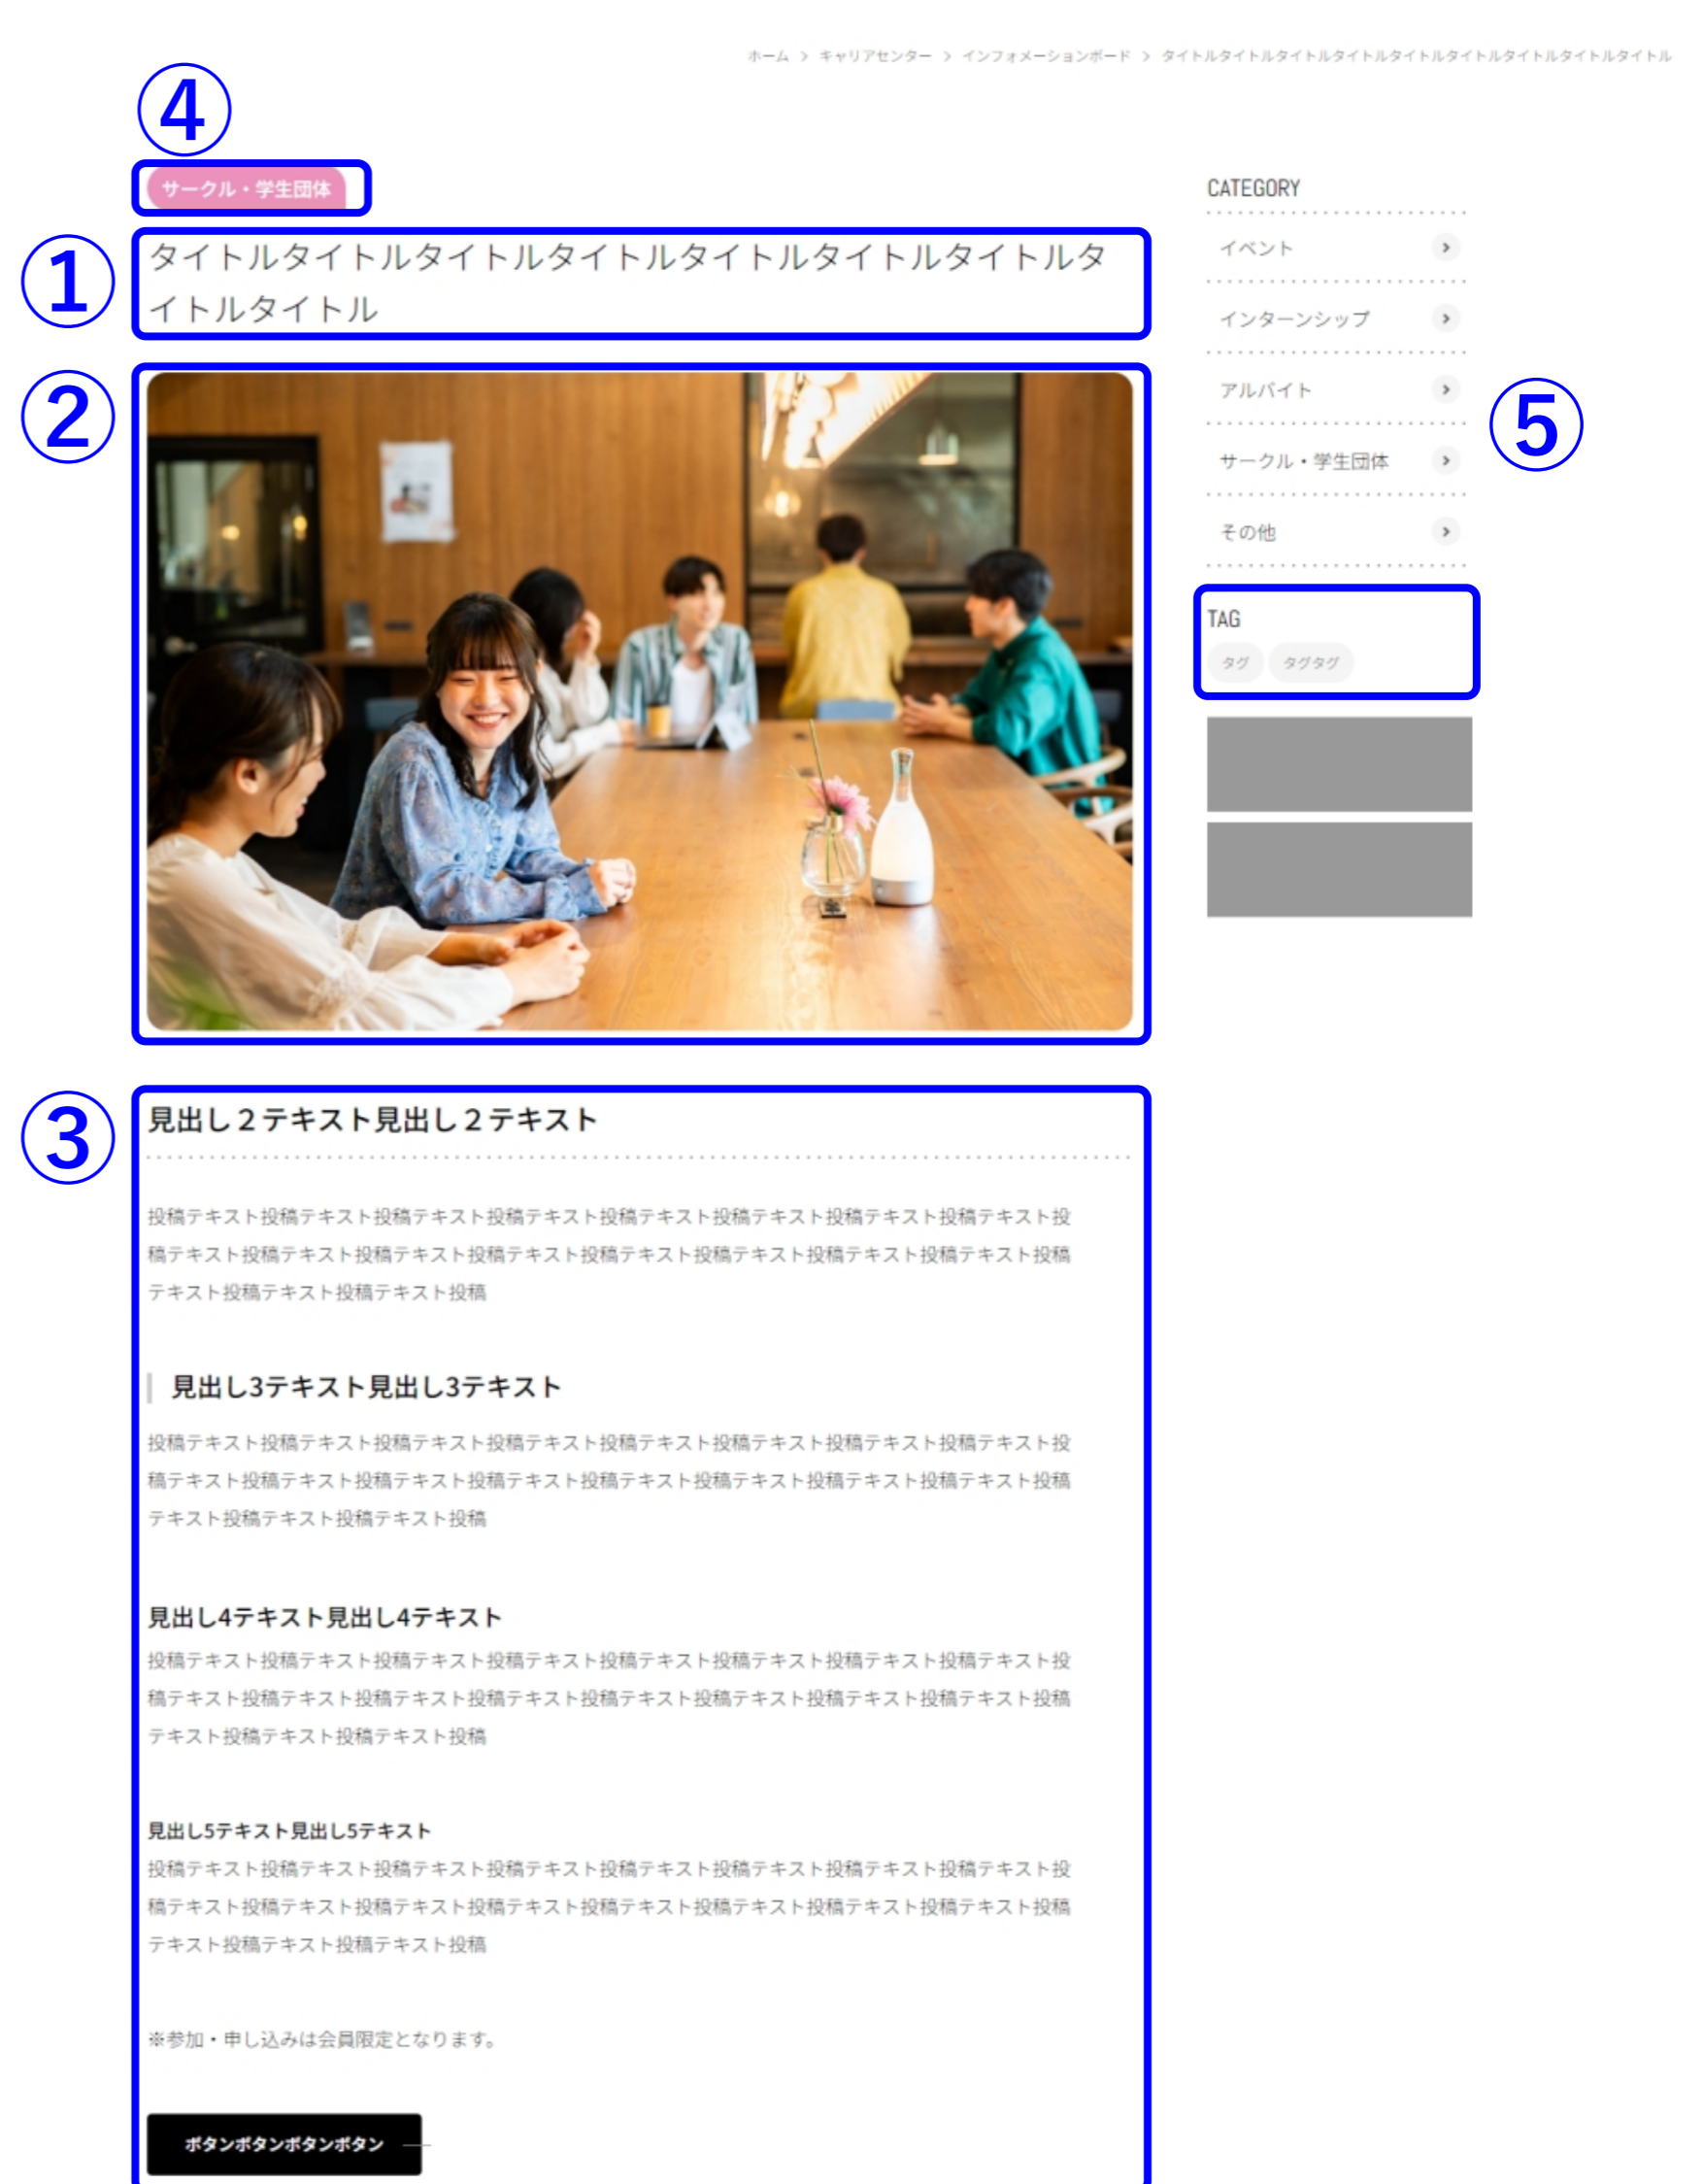 ホーム > キャリアセンター > インフォメーションボード > タイトルタイトルタイトルタイトルタイトルタイトルタイトルタイトルタイトル
④
サークル・学生団体
①
タイトルタイトルタイトルタイトルタイトルタイトルタイトルタ
イトルタイトル
②
③
見出し２テキスト見出し２テキスト
投稿テキスト投稿テキスト投稿テキスト投稿テキスト投稿テキスト投稿テキスト投稿テキスト投稿テキスト投
稿テキスト投稿テキスト投稿テキスト投稿テキスト投稿テキスト投稿テキスト投稿テキスト投稿テキスト投稿
テキスト投稿テキスト投稿テキスト投稿
見出し3テキスト見出し3テキスト
投稿テキスト投稿テキスト投稿テキスト投稿テキスト投稿テキスト投稿テキスト投稿テキスト投稿テキスト投
稿テキスト投稿テキスト投稿テキスト投稿テキスト投稿テキスト投稿テキスト投稿テキスト投稿テキスト投稿
テキスト投稿テキスト投稿テキスト投稿
見出し4テキスト見出し4テキスト
投稿テキスト投稿テキスト投稿テキスト投稿テキスト投稿テキスト投稿テキスト投稿テキスト投稿テキスト投
稿テキスト投稿テキスト投稿テキスト投稿テキスト投稿テキスト投稿テキスト投稿テキスト投稿テキスト投稿
テキスト投稿テキスト投稿テキスト投稿
見出し5テキスト見出し5テキスト
投稿テキスト投稿テキスト投稿テキスト投稿テキスト投稿テキスト投稿テキスト投稿テキスト投稿テキスト投
稿テキスト投稿テキスト投稿テキスト投稿テキスト投稿テキスト投稿テキスト投稿テキスト投稿テキスト投稿
テキスト投稿テキスト投稿テキスト投稿
※参加・申し込みは会員限定となります。
ボタンボタンボタンボタン
CATEGORY
イベント
インターンシップ
アルバイト
サークル・学生団体
その他
⑤
TAG
タグ タグタグ